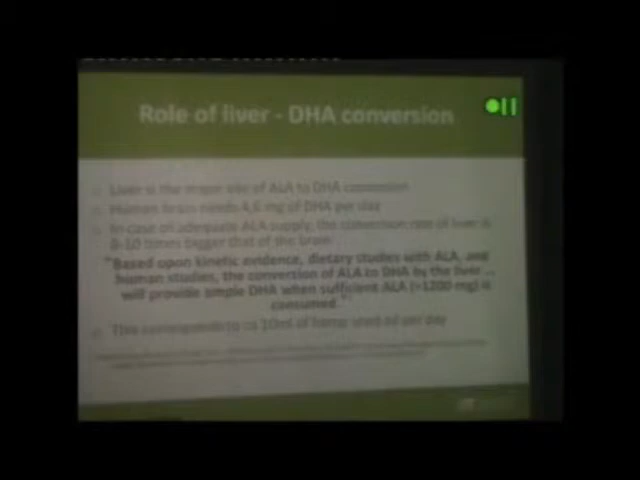 Role of liver - DHA conversion
Liver is the major site of ALA to DHA conversion
Human brain needs 4,6 mg of DHA per day
In case of adequate ALA supply, the conversion rate of liver is
8-10 times bigger that of the brain
"Based upon kinetic evidence, dietary studies with ALA, and
human studies, the conversion of ALA to DHA by the liver ...
will provide ample DHA when sufficient ALA (>1200 mg) is
consumed."
This corresponds to ca 10ml of hemp seed oil per day